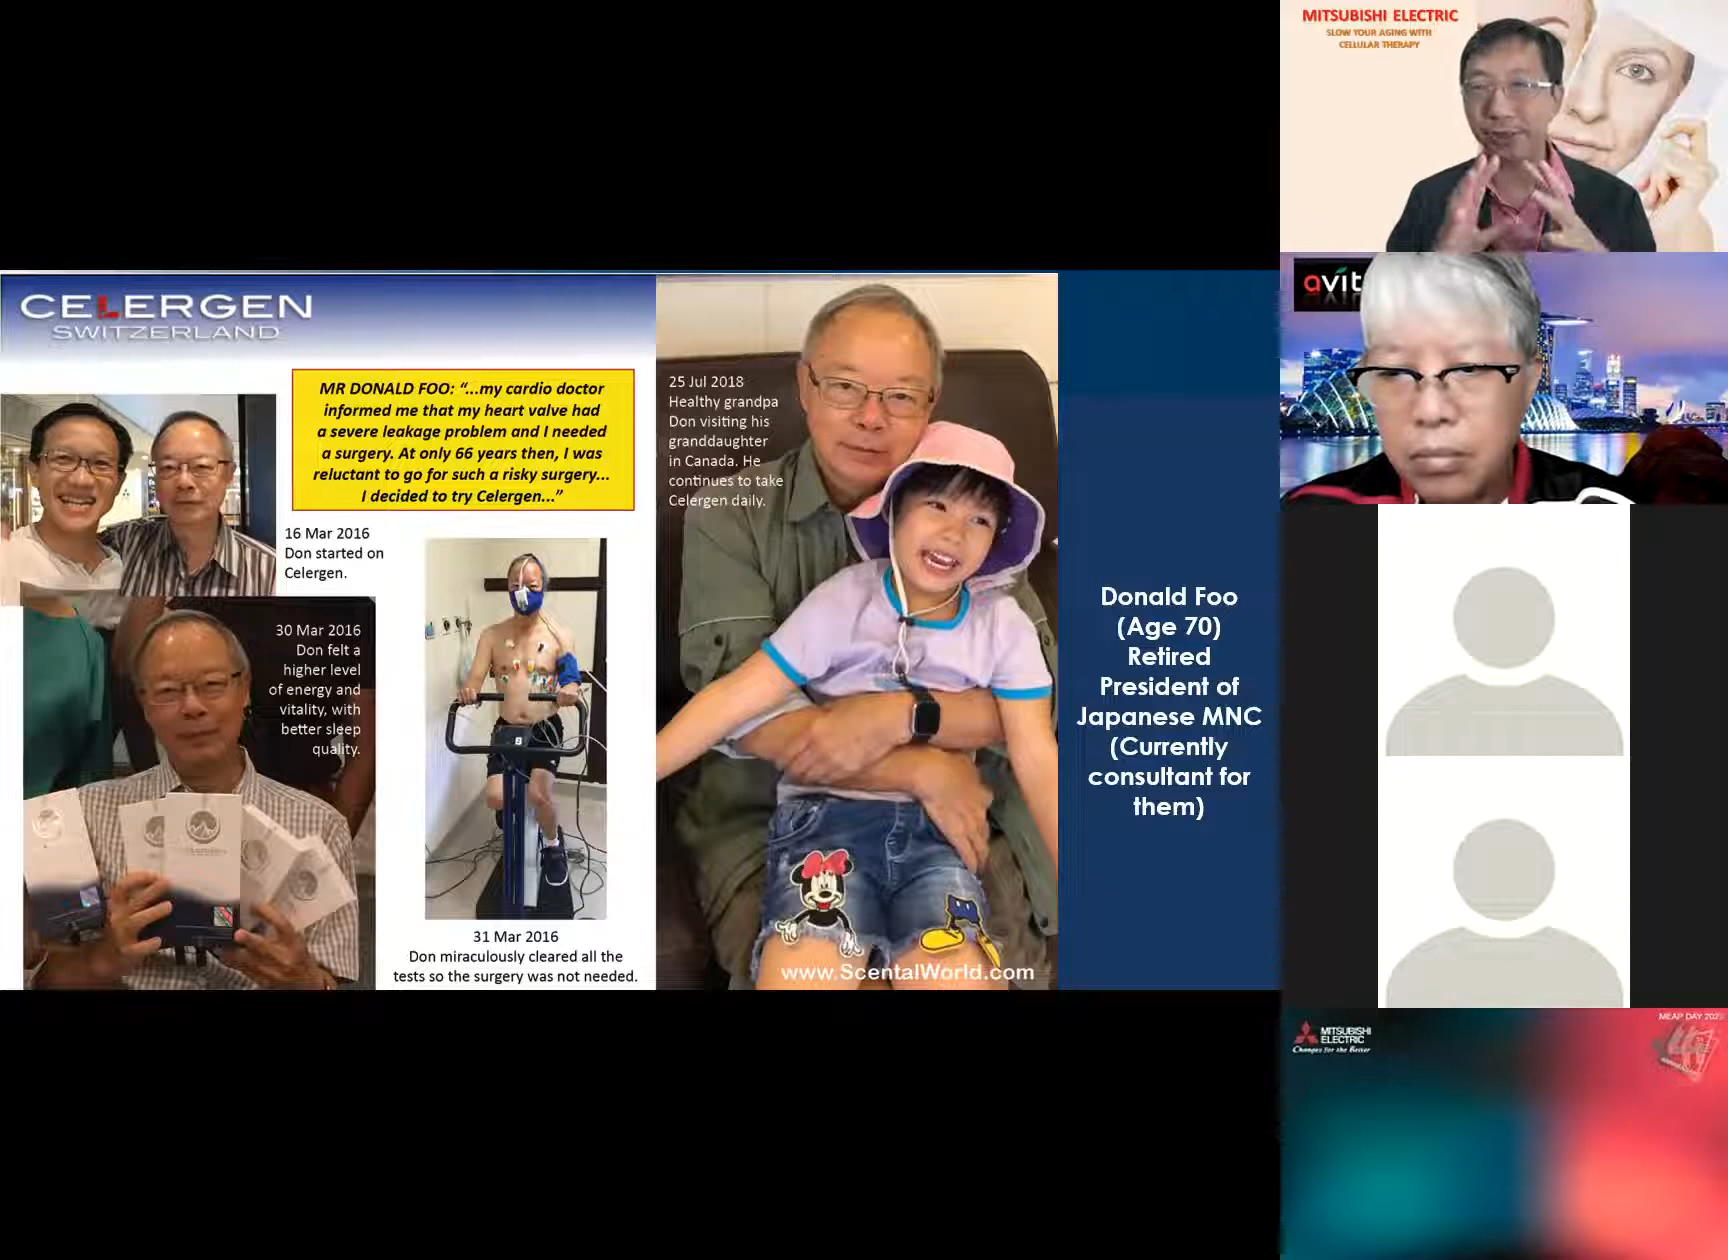 CELERGEN
SWITZERLAND
MR DONALD FOO: “...my cardio doctor
informed me that my heart valve had
a severe leakage problem and I needed
a surgery. At only 66 years then, I was
reluctant to go for such a risky surgery...
I decided to try Celergen...”
16 Mar 2016
Don started on
Celergen.
30 Mar 2016
Don felt a
higher level
of energy and
vitality, with
better sleep
quality.
31 Mar 2016
Don miraculously cleared all the
tests so the surgery was not needed.
25 Jul 2018
Healthy grandpa
Don visiting his
granddaughter
in Canada. He
continues to take
Celergen daily.
www.ScentalWorld.com
Donald Foo
(Age 70)
Retired
President of
Japanese MNC
(Currently
consultant for
them)
MITSUBISHI ELECTRIC
SLOW YOUR AGING WITH
CELLULAR THERAPY
avit
MITSUBISHI
ELECTRIC
Changes for the Better
MEAP DAY